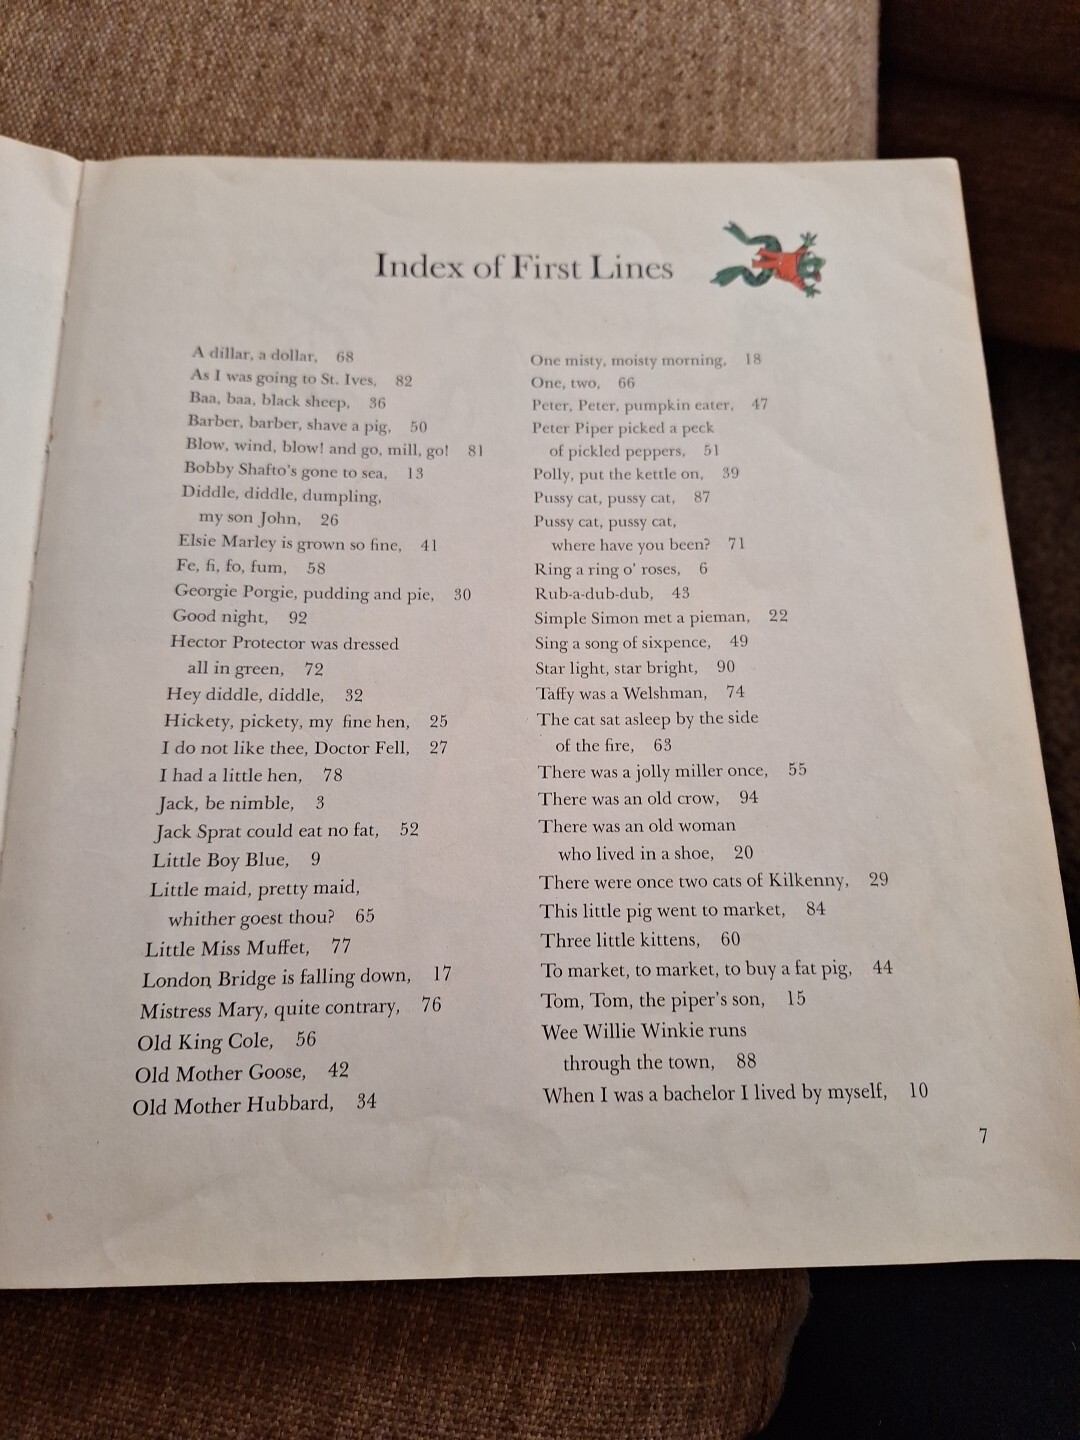 Index of First Lines
A dillar, a dollar, 68
As I was going to St. Ives, 82
Baa, baa, black sheep, 36
Barber, barber, shave a pig, 50
Blow, wind, blow! and go, mill, go! 81
Bobby Shafto's gone to sea, 13
Diddle, diddle, dumpling,
my son John, 26
Elsie Marley is grown so fine, 41
Fe, fi, fo, fum, 58
Georgie Porgie, pudding and pie, 30
Good night, 92
Hector Protector was dressed
all in green, 72
Hey diddle, diddle, 32
Hickety, pickety, my fine hen, 25
I do not like thee, Doctor Fell, 27
I had a little hen, 78
Jack, be nimble, 3
Jack Sprat could eat no fat, 52
Little Boy Blue, 9
Little maid, pretty maid,
whither goest thou? 65
Little Miss Muffet, 77
London Bridge is falling down, 17
Mistress Mary, quite contrary, 76
Old King Cole, 56
Old Mother Goose, 42
Old Mother Hubbard, 34
One misty, moisty morning, 18
One, two, 66
Peter, Peter, pumpkin eater, 47
Peter Piper picked a peck
of pickled peppers, 51
Polly, put the kettle on, 39
Pussy cat, pussy cat, 87
Pussy cat, pussy cat,
where have you been? 71
Ring a ring o' roses, 6
Rub-a-dub-dub, 43
Simple Simon met a pieman, 22
Sing a song of sixpence, 49
Star light, star bright, 90
Taffy was a Welshman, 74
The cat sat asleep by the side
of the fire, 63
There was a jolly miller once, 55
There was an old crow, 94
There was an old woman
who lived in a shoe, 20
There were once two cats of Kilkenny, 29
This little pig went to market, 84
Three little kittens, 60
To market, to market, to buy a fat pig, 44
Tom, Tom, the piper's son, 15
Wee Willie Winkie runs
through the town, 88
When I was a bachelor I lived by myself, 10
7